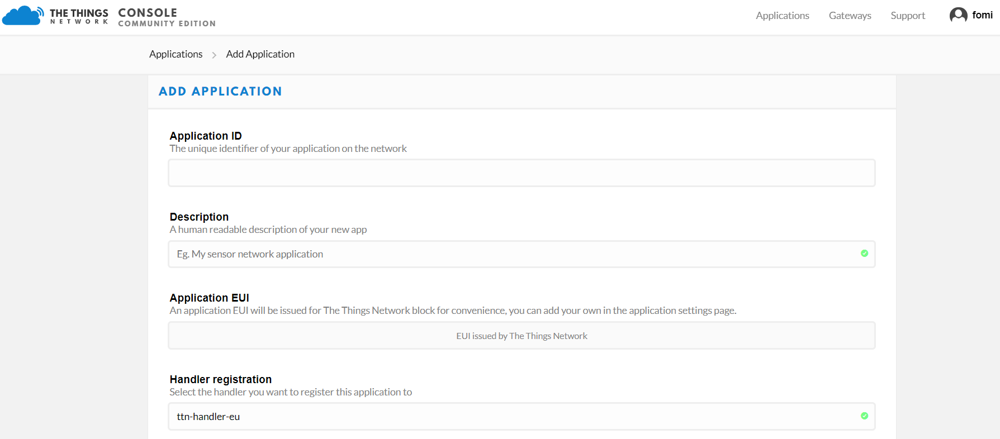 THE THINGS
NETWORK
CONSOLE
COMMUNITY EDITION
Applications
Gateways
Support
fomi
Applications
Add Application
ADD APPLICATION
Application ID
The unique identifier of your application on the network
Description
A human readable description of your new app
Eg. My sensor network application
Application EUI
An application EUI will be issued for The Things Network block for convenience, you can add your own in the application settings page.
EUI issued by The Things Network
Handler registration
Select the handler you want to register this application to
ttn-handler-eu